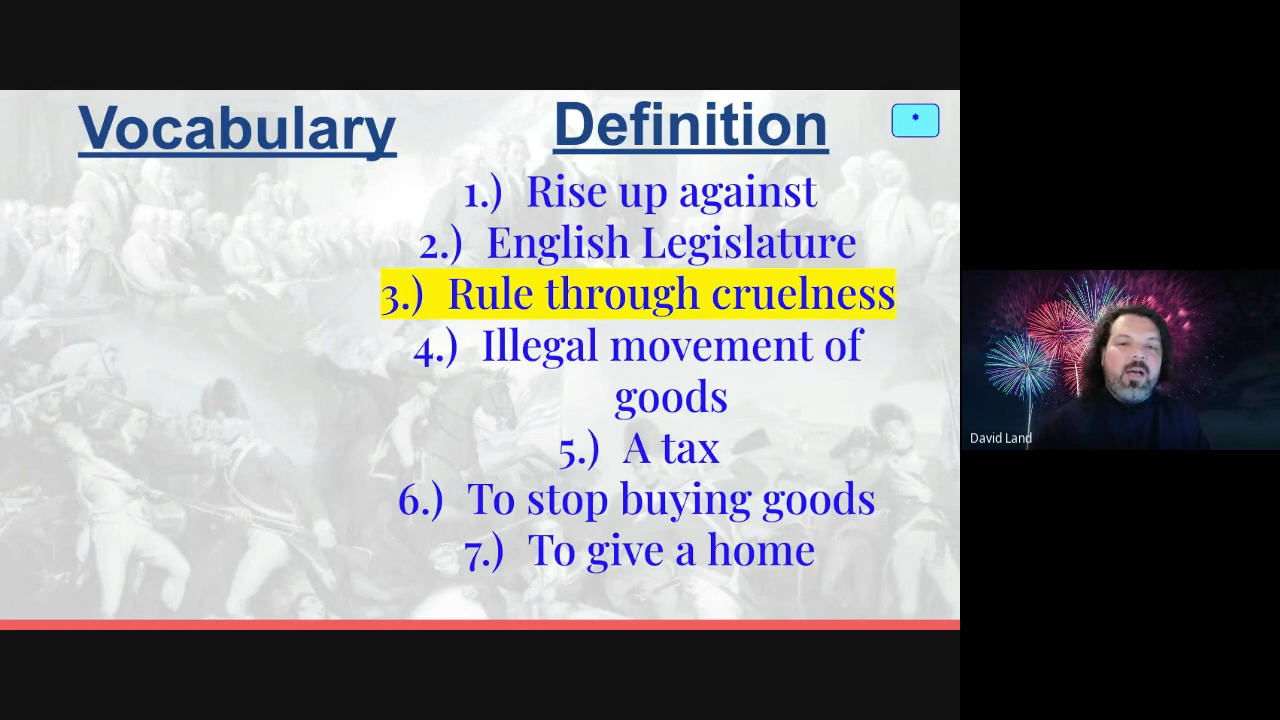 Vocabulary
Definition
*
1.) Rise up against
2.) English Legislature
3.) Rule through cruelness
4.) Illegal movement of
goods
5.) A tax
6.) To stop buying goods
7.) To give a home
David Land